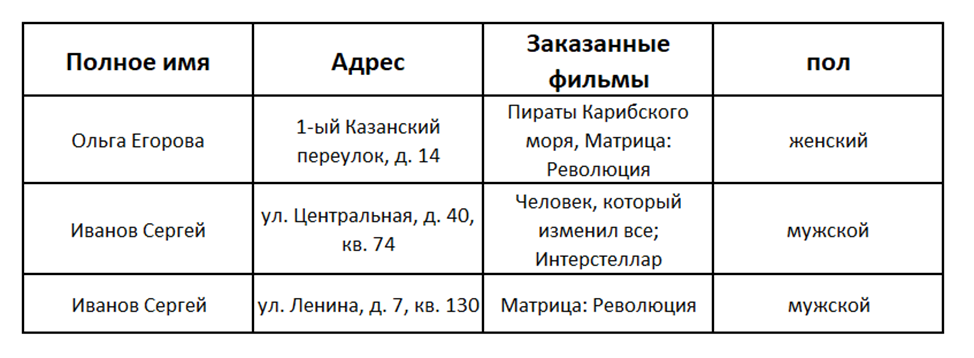 Полное имя
Адрес
Заказанные
фильмы
пол
Ольга Егорова
1-ый Казанский
переулок, д. 14
Пираты Карибского
моря, Матрица:
Революция
женский
Иванов Сергей
ул. Центральная, д. 40,
кв. 74
Человек, который
изменил все;
Интерстеллар
мужской
Иванов Сергей
ул. Ленина, д. 7, кв. 130
Матрица: Революция
мужской